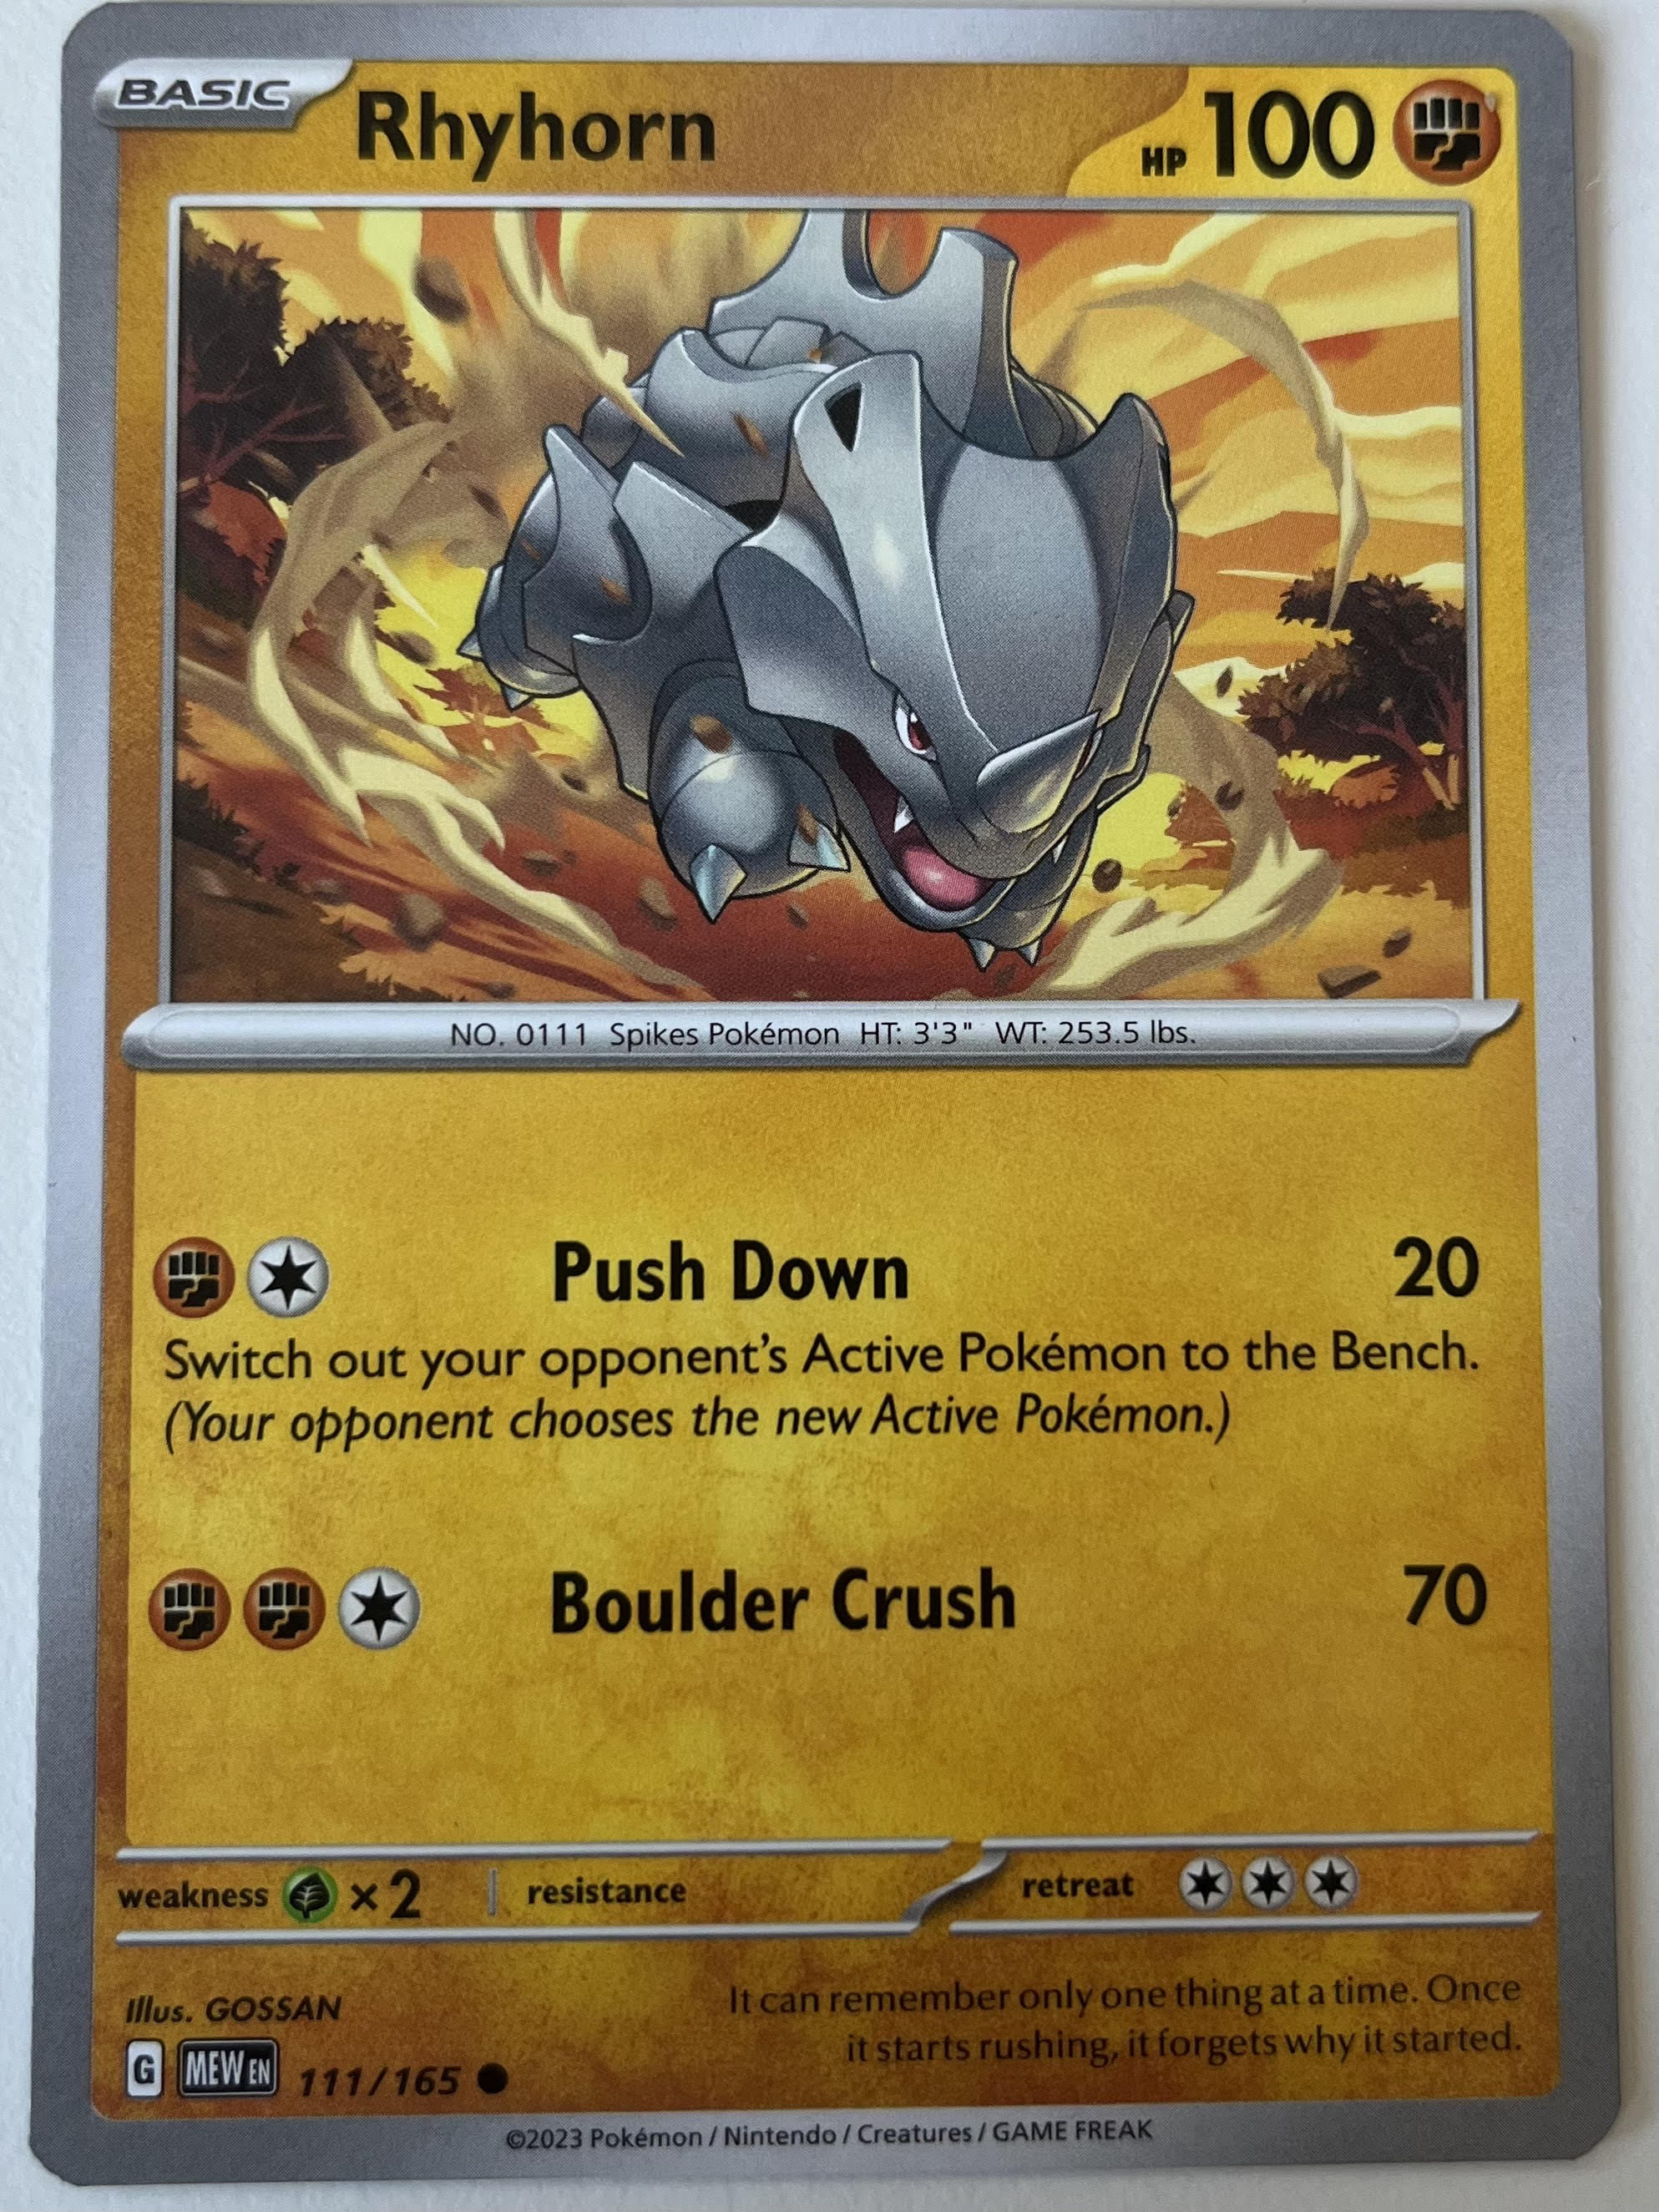 BASIC
Rhyhorn
HP 100
NO. 0111 Spikes Pokémon HT: 3'3" WT: 253.5 lbs.
Push Down 20
Switch out your opponent's Active Pokémon to the Bench.
(Your opponent chooses the new Active Pokémon.)
Boulder Crush 70
weakness ×2 resistance retreat
Illus. GOSSAN
It can remember only one thing at a time. Once
it starts rushing, it forgets why it started.
G MEW EN 111/165
©2023 Pokémon / Nintendo / Creatures / GAME FREAK